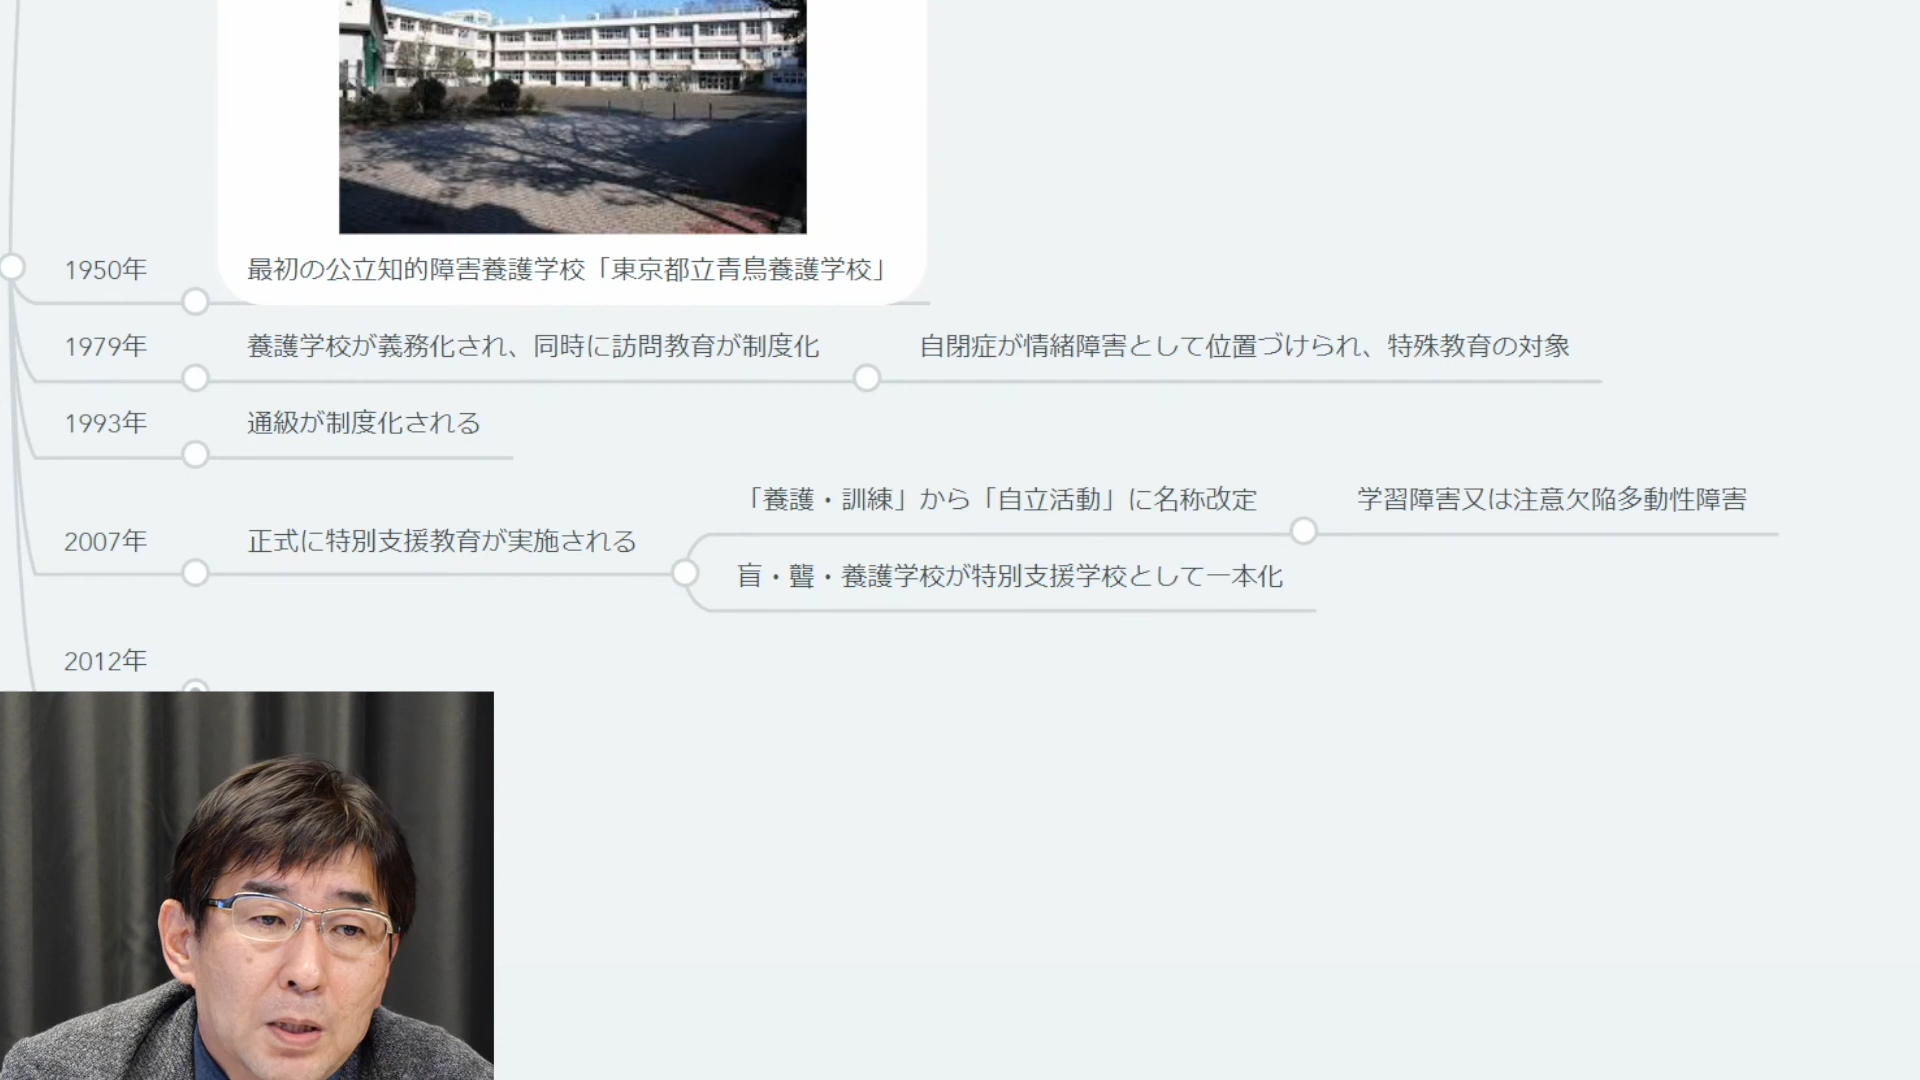 1950年 最初の公立知的障害養護学校「東京都立青鳥養護学校」
1979年 養護学校が義務化され、同時に訪問教育が制度化 自閉症が情緒障害として位置づけられ、特殊教育の対象
1993年 通級が制度化される
「養護・訓練」から「自立活動」に名称改定 学習障害又は注意欠陥多動性障害
2007年 正式に特別支援教育が実施される
盲・聾・養護学校が特別支援学校として一本化
2012年